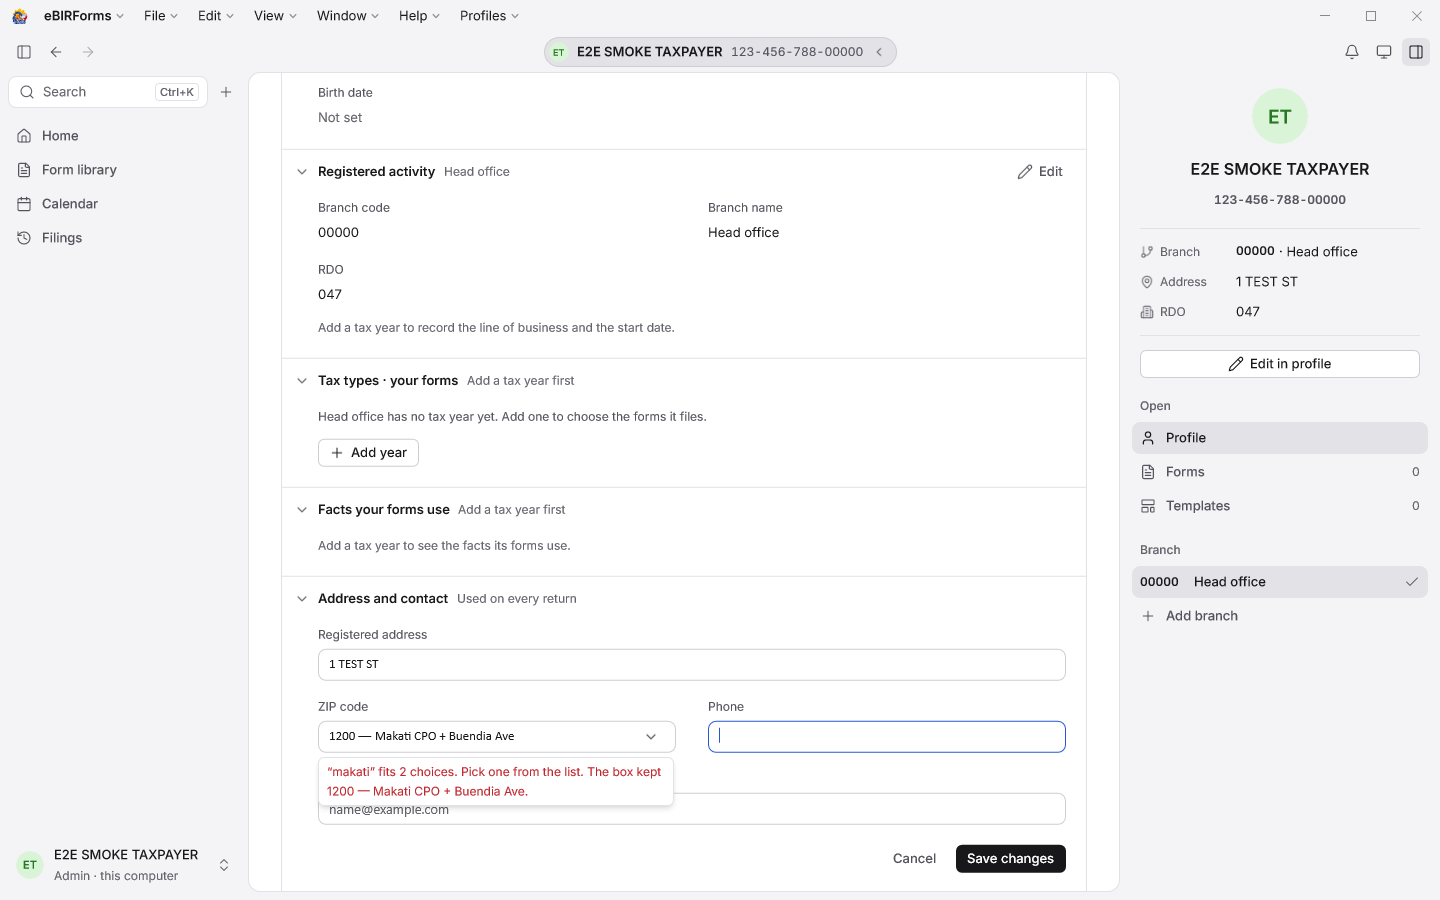 eBIRForms File Edit View Window Help Profiles
ET E2E SMOKE TAXPAYER 123-456-788-00000
Search Ctrl+K
Home
Form library
Calendar
Filings
ET E2E SMOKE TAXPAYER
Admin · this computer
Birth date
Not set
Registered activity Head office Edit
Branch code Branch name
00000 Head office
RDO
047
Add a tax year to record the line of business and the start date.
Tax types · your forms Add a tax year first
Head office has no tax year yet. Add one to choose the forms it files.
Add year
Facts your forms use Add a tax year first
Add a tax year to see the facts its forms use.
Address and contact Used on every return
Registered address
1 TEST ST
ZIP code Phone
1200 — Makati CPO + Buendia Ave
“makati” fits 2 choices. Pick one from the list. The box kept
1200 — Makati CPO + Buendia Ave.
name@example.com
Cancel Save changes
ET
E2E SMOKE TAXPAYER
123-456-788-00000
Branch 00000 · Head office
Address 1 TEST ST
RDO 047
Edit in profile
Open
Profile
Forms 0
Templates 0
Branch
00000 Head office
Add branch